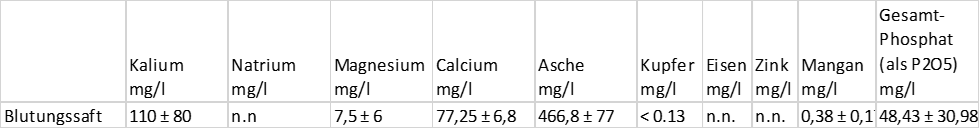 Kalium mg/l
Natrium mg/l
Magnesium mg/l
Calcium mg/l
Asche mg/l
Kupfer mg/l
Eisen mg/l
Zink mg/l
Mangan mg/l
Gesamt-
Phosphat
(als P2O5)
mg/l
Blutungssaft 110 ± 80 n.n 7,5 ± 6 77,25 ± 6,8 466,8 ± 77 < 0.13 n.n. n.n. 0,38 ± 0,1 48,43 ± 30,98